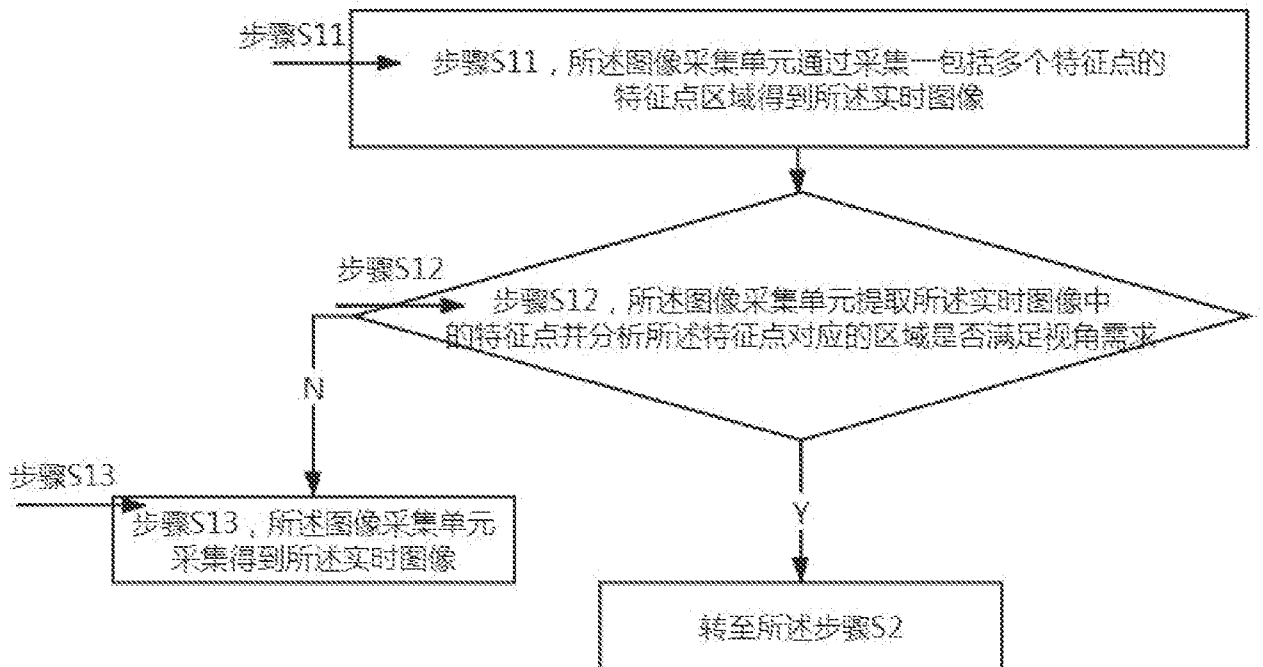 步骤S11
步骤S11，所述图像采集单元通过采集一包括多个特征点的
特征点区域得到所述实时图像
步骤S12
步骤S12，所述图像采集单元提取所述实时图像中
的特征点并分析所述特征点对应的区域是否满足视角需求
N
步骤S13
步骤S13，所述图像采集单元
采集得到所述实时图像
Y
转至所述步骤S2